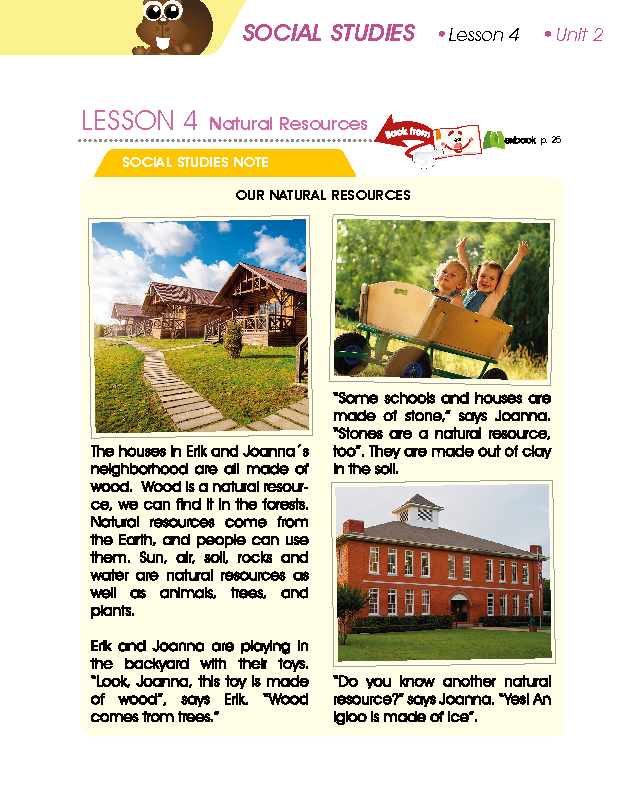 SOCIAL STUDIES •Lesson 4 •Unit 2
LESSON 4 Natural Resources
Back from
extbook p. 25
SOCIAL STUDIES NOTE
OUR NATURAL RESOURCES
The houses in Erik and Joanna´s
neighborhood are all made of
wood. Wood is a natural resour-
ce, we can find it in the forests.
Natural resources come from
the Earth, and people can use
them. Sun, air, soil, rocks and
water are natural resources as
well as animals, trees, and
plants.
Erik and Joanna are playing in
the backyard with their toys.
“Look, Joanna, this toy is made
of wood”, says Erik. “Wood
comes from trees.”
“Some schools and houses are
made of stone,” says Joanna.
“Stones are a natural resource,
too”. They are made out of clay
in the soil.
“Do you know another natural
resource?” says Joanna. “Yes! An
igloo is made of ice”.